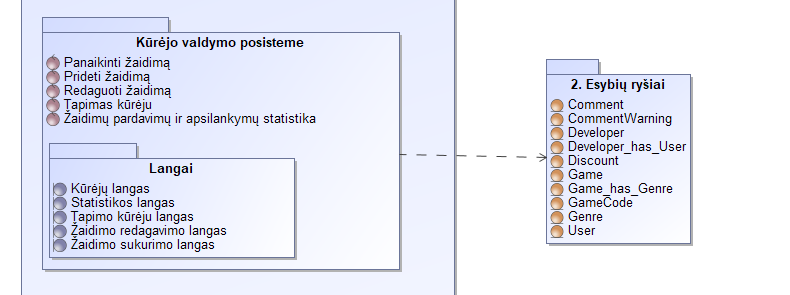 Kūrėjo valdymo posisteme
Panaikinti žaidimą
Prideti žaidimą
Redaguoti žaidimą
Tapimas kūrėju
Žaidimų pardavimų ir apsilankymų statistika
Langai
Kūrėjų langas
Statistikos langas
Tapimo kūrėju langas
Žaidimo redagavimo langas
Žaidimo sukurimo langas
2. Esybių ryšiai
Comment
CommentWarning
Developer
Developer_has_User
Discount
Game
Game_has_Genre
GameCode
Genre
User